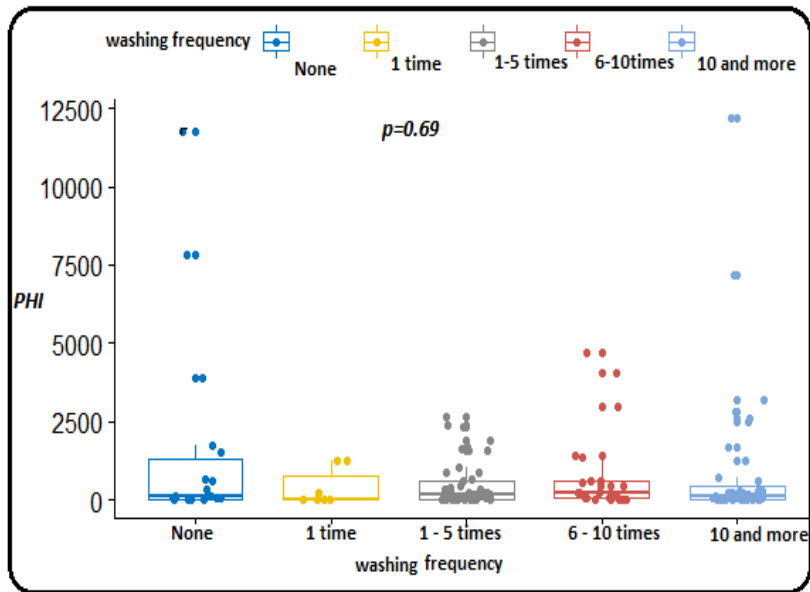 washing frequency None 1 time 1-5 times 6-10times 10 and more
p=0.69
12500
10000
7500
5000
2500
0
PHI
None 1 time 1 - 5 times 6 - 10 times 10 and more
washing frequency